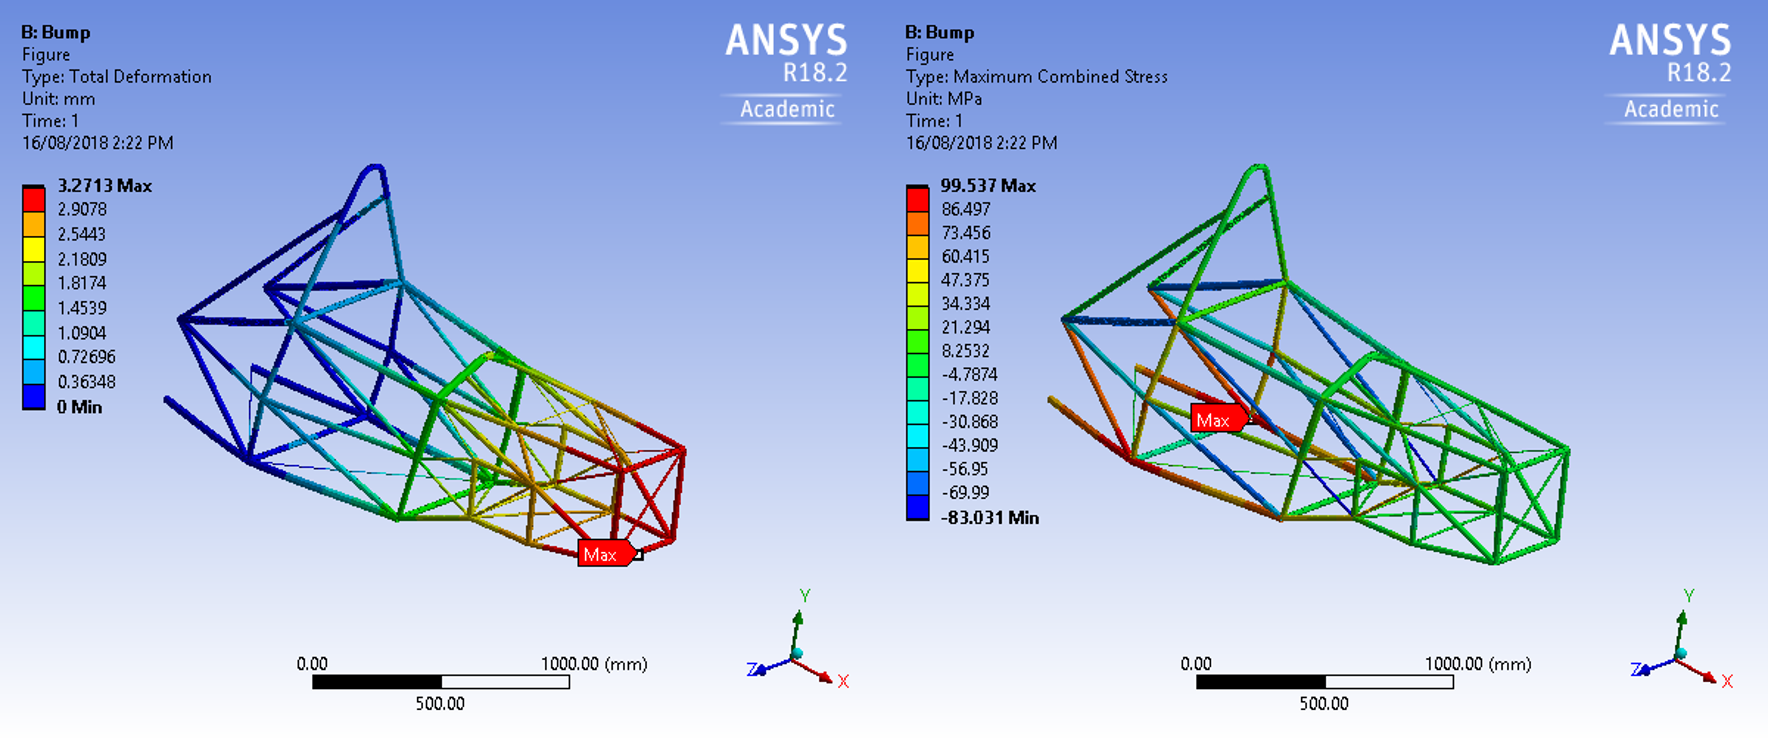 B: Bump
Figure
Type: Total Deformation
Unit: mm
Time: 1
16/08/2018 2:22 PM
ANSYS
R18.2
Academic
3.2713 Max
2.9078
2.5443
2.1809
1.8174
1.4539
1.0904
0.72696
0.36348
0 Min
Max
0.00
1000.00 (mm)
500.00
Y
Z
X
B: Bump
Figure
Type: Maximum Combined Stress
Unit: MPa
Time: 1
16/08/2018 2:22 PM
ANSYS
R18.2
Academic
99.537 Max
86.497
73.456
60.415
47.375
34.334
21.294
8.2532
-4.7874
-17.828
-30.868
-43.909
-56.95
-69.99
-83.031 Min
Max
0.00
1000.00 (mm)
500.00
Y
Z
X